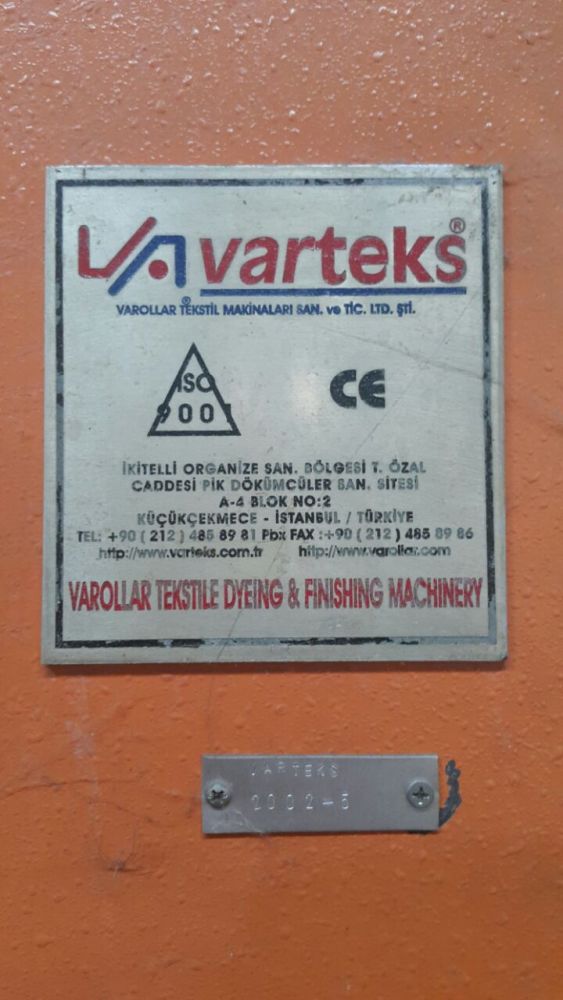 varteks®
VAROLLAR TEKSTİL MAKİNALARI SAN. ve TİC. LTD. ŞTİ.
ISO
9001
CE
İKİTELLİ ORGANİZE SAN. BÖLGESİ T. ÖZAL
CADDESİ PİK DÖKÜMCÜLER SAN. SİTESİ
A-4 BLOK NO:2
KÜÇÜKÇEKMECE - İSTANBUL / TÜRKİYE
TEL: +90 ( 212 ) 485 89 81 Pbx FAX :+90 ( 212 ) 485 89 86
http://www.varteks.com.tr http://www.varollar.com
VAROLLAR TEKSTILE DYEING & FINISHING MACHINERY
VARTEKS
2002-5